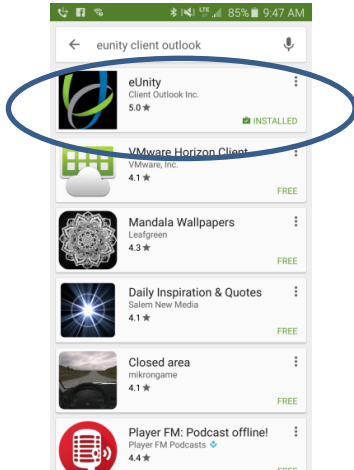 LTE 85% 9:47 AM
eunity client outlook
eUnity
Client Outlook Inc.
5.0★
INSTALLED
VMware Horizon Client
VMware, Inc.
4.1★
FREE
Mandala Wallpapers
Leafgreen
4.3★
FREE
Daily Inspiration & Quotes
Salem New Media
4.1★
FREE
Closed area
mikrongame
4.1★
FREE
Player FM: Podcast offline!
Player FM Podcasts
4.4★
FREE